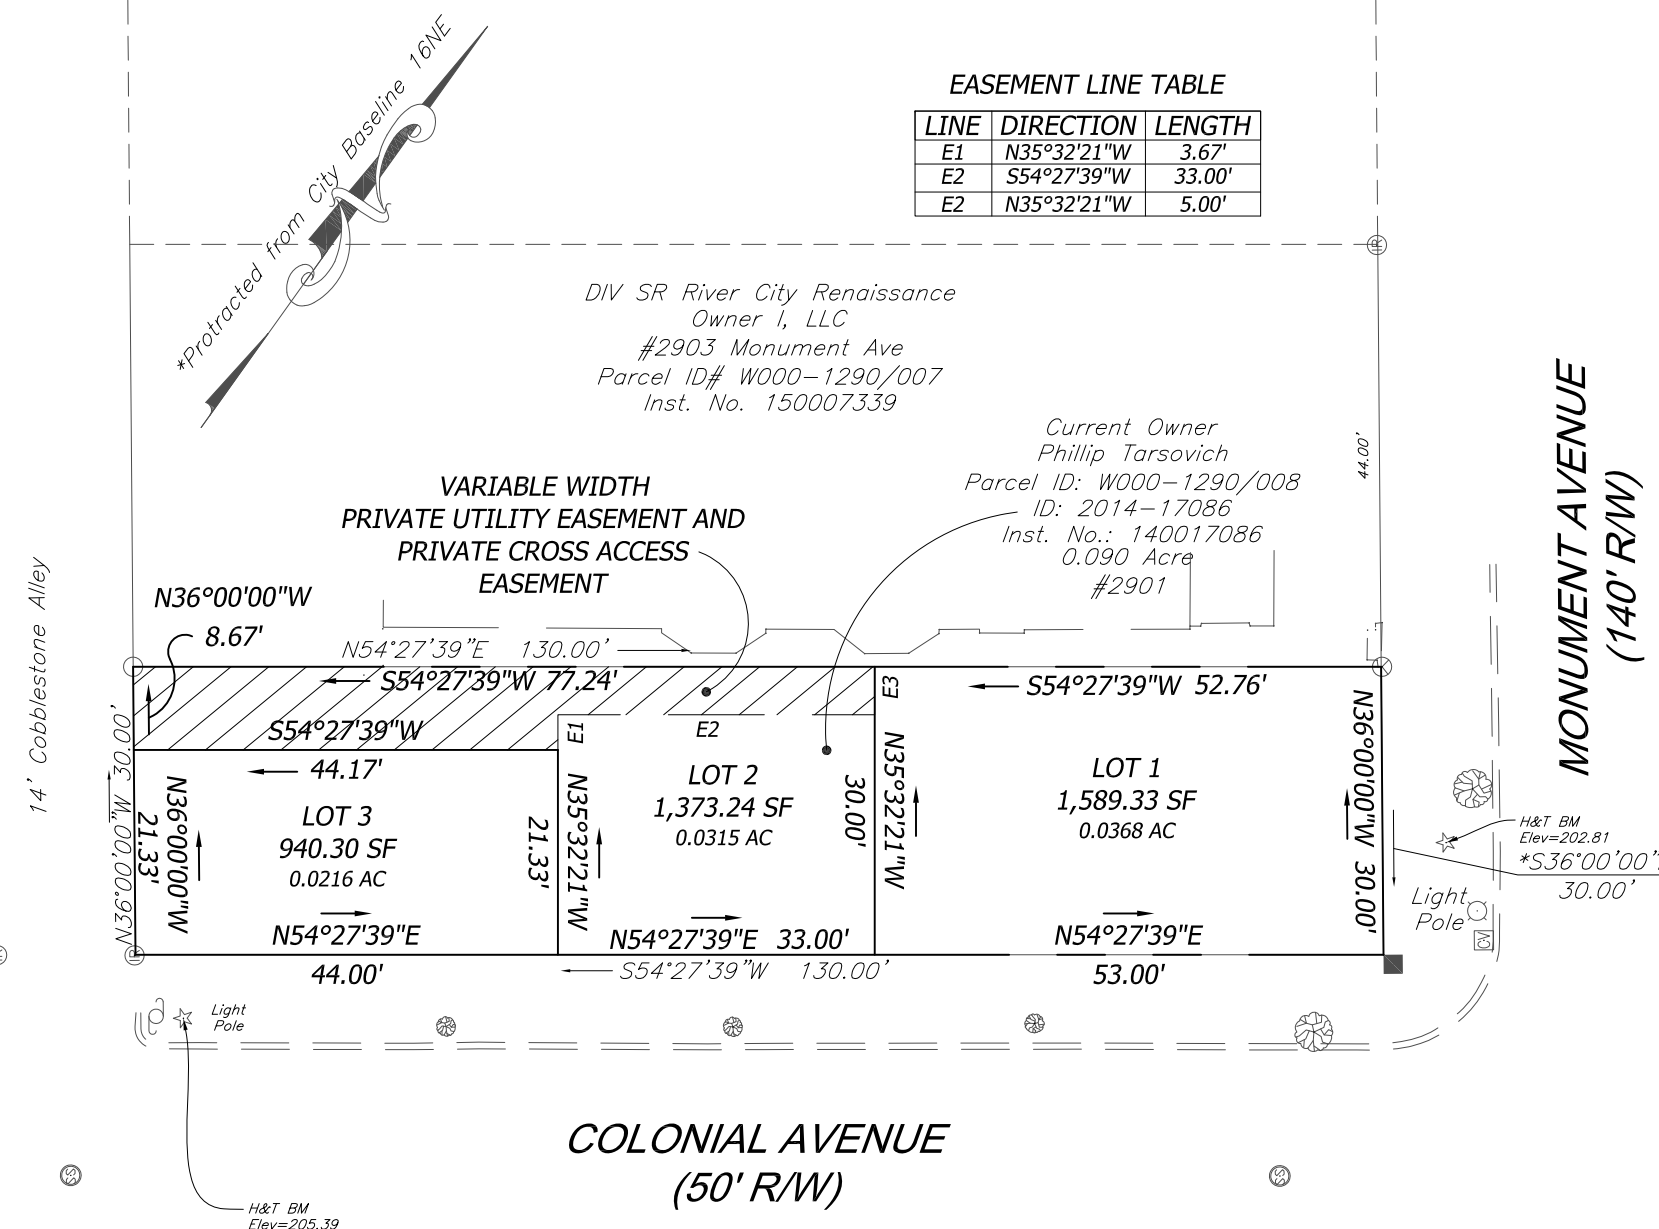 *Protracted from City Baseline 16NE
EASEMENT LINE TABLE
LINE DIRECTION LENGTH
E1 N35°32'21"W 3.67'
E2 S54°27'39"W 33.00'
E2 N35°32'21"W 5.00'
DIV SR River City Renaissance
Owner I, LLC
#2903 Monument Ave
Parcel ID# W000-1290/007
Inst. No. 150007339
Current Owner
Phillip Tarsovich
Parcel ID: W000-1290/008
ID: 2014-17086
Inst. No.: 140017086
0.090 Acre
#2901
44.00'
IR
MONUMENT AVENUE
(140' R/W)
VARIABLE WIDTH
PRIVATE UTILITY EASEMENT AND
PRIVATE CROSS ACCESS
EASEMENT
14' Cobblestone Alley
N36°00'00"W
8.67'
N54°27'39"E 130.00'
S54°27'39"W 77.24'
S54°27'39"W 52.76'
S54°27'39"W
44.17'
E1
E2
E3
N36°00'00"W 30.00'
N36°00'00"W
21.33'
LOT 3
940.30 SF
0.0216 AC
21.33'
N35°32'21"W
LOT 2
1,373.24 SF
0.0315 AC
30.00'
N35°32'21"W
LOT 1
1,589.33 SF
0.0368 AC
N36°00'00"W 30.00'
H&T BM
Elev=202.81
*S36°00'00"
30.00'
Light
Pole
CV
N54°27'39"E
44.00'
N54°27'39"E 33.00'
S54°27'39"W 130.00'
N54°27'39"E
53.00'
IR
Light
Pole
COLONIAL AVENUE
(50' R/W)
SS
SS
H&T BM
Elev=205.39